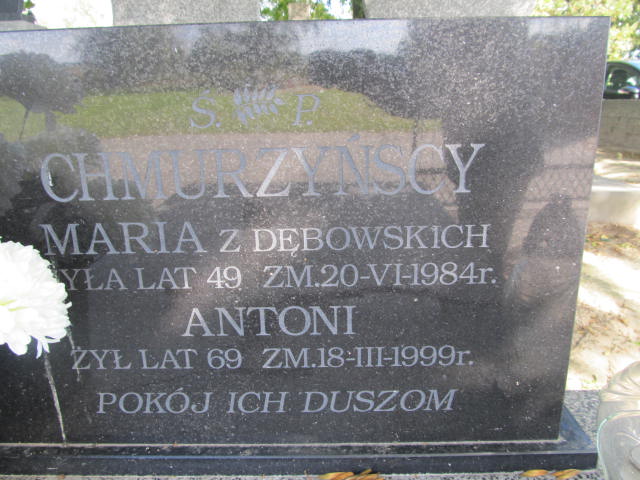 Ś. P.
CHMURZYŃSCY
MARIA Z DĘBOWSKICH
ŻYŁA LAT 49 ZM.20-VI-1984r.
ANTONI
ŻYŁ LAT 69 ZM.18-III-1999r.
POKÓJ ICH DUSZOM